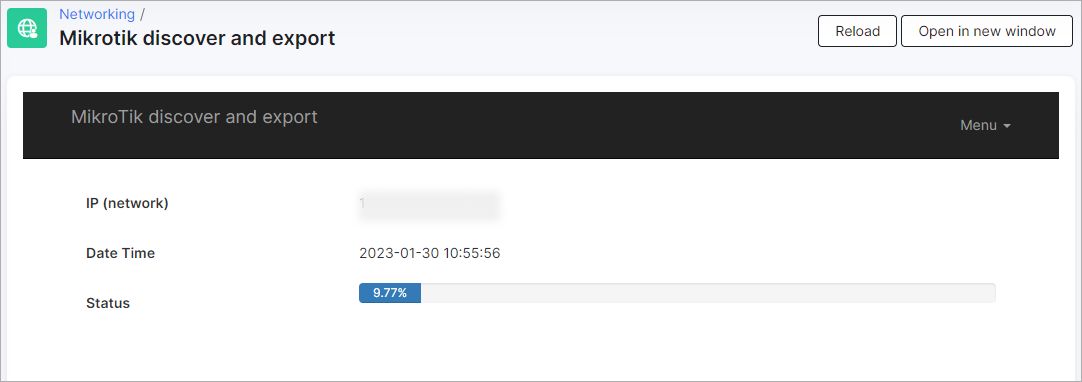 Networking /
Mikrotik discover and export
Reload
Open in new window
MikroTik discover and export
Menu
IP (network)
Date Time
2023-01-30 10:55:56
Status
9.77%